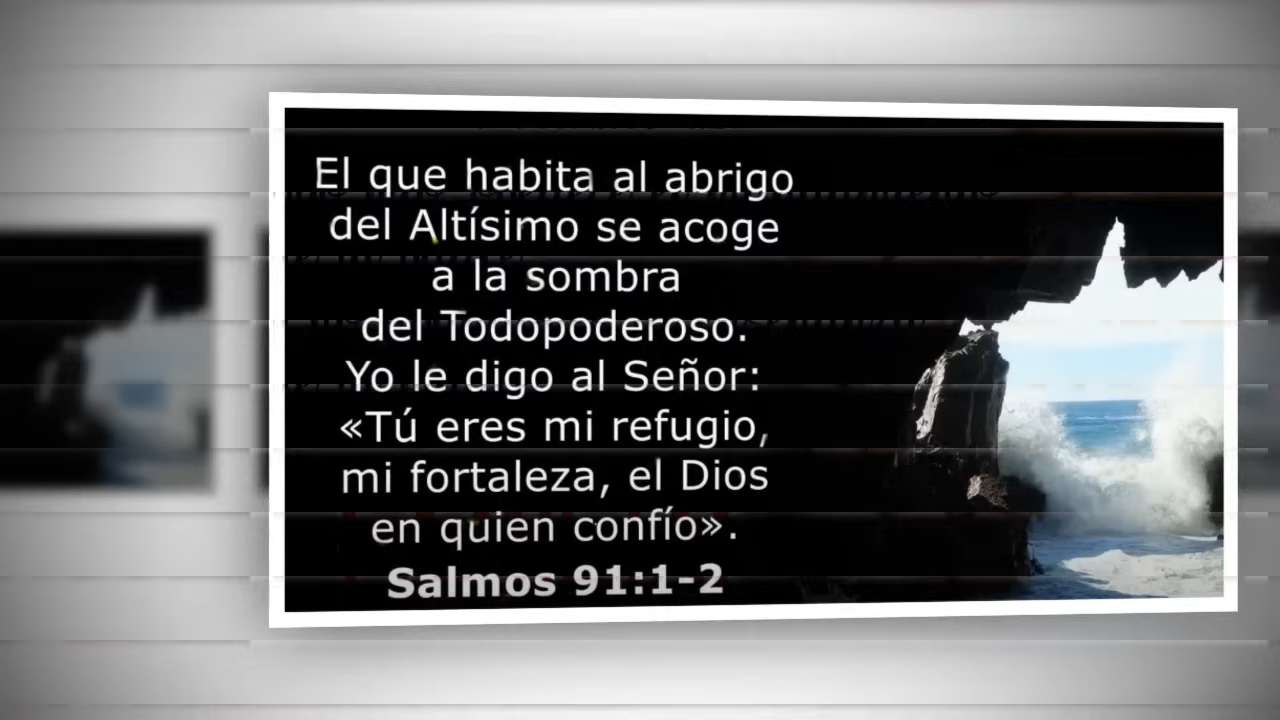 El que habita al abrigo
del Altísimo se acoge
a la sombra
del Todopoderoso.
Yo le digo al Señor:
«Tú eres mi refugio,
mi fortaleza, el Dios
en quien confío».
Salmos 91:1-2